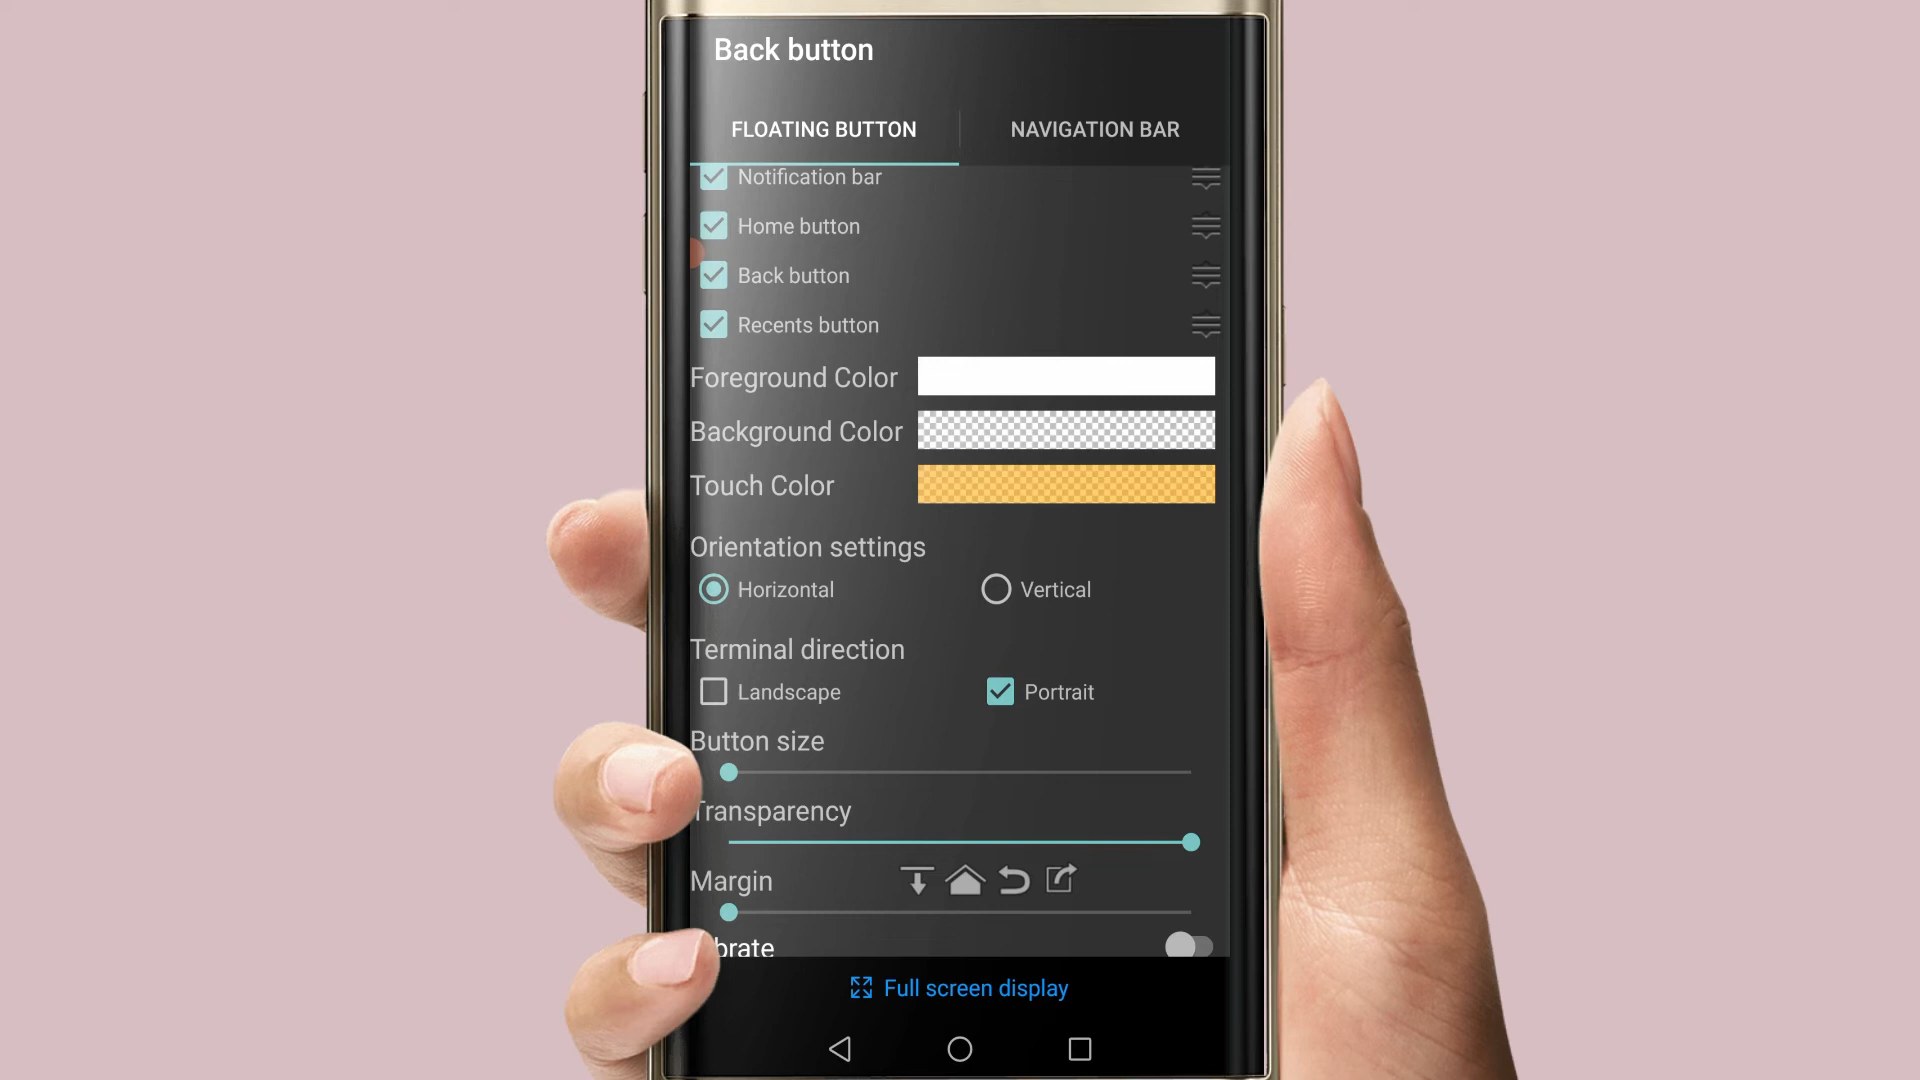 Back button
FLOATING BUTTON NAVIGATION BAR
Notification bar
Home button
Back button
Recents button
Foreground Color
Background Color
Touch Color
Orientation settings
Horizontal Vertical
Terminal direction
Landscape Portrait
Button size
Transparency
Margin
brate
Full screen display